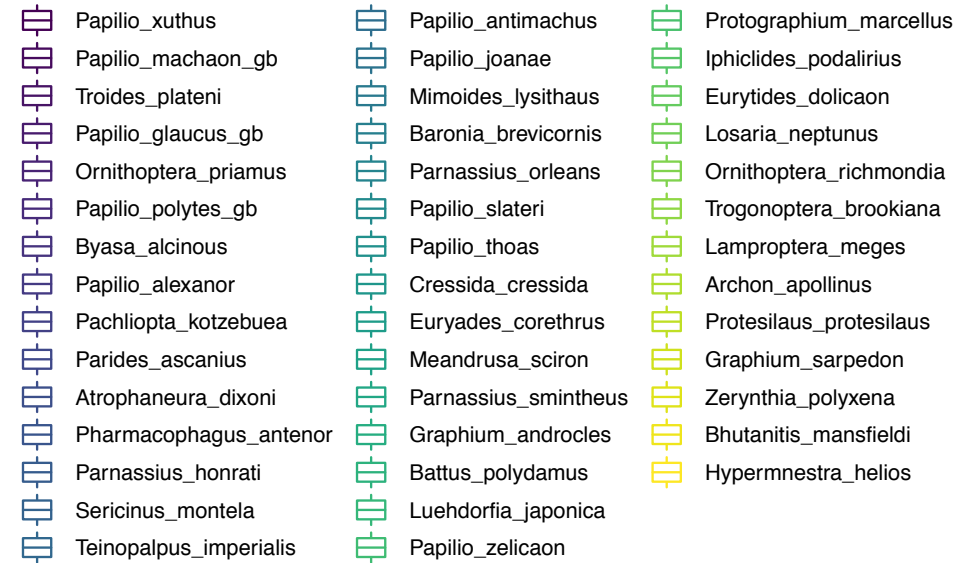 Papilio_xuthus
Papilio_machaon_gb
Troides_plateni
Papilio_glaucus_gb
Ornithoptera_priamus
Papilio_polytes_gb
Byasa_alcinous
Papilio_alexanor
Pachliopta_kotzebuea
Parides_ascanius
Atrophaneura_dixoni
Pharmacophagus_antenor
Parnassius_honrati
Sericinus_montela
Teinopalpus_imperialis
Papilio_antimachus
Papilio_joanae
Mimoides_lysithaus
Baronia_brevicornis
Parnassius_orleans
Papilio_slateri
Papilio_thoas
Cressida_cressida
Euryades_corethrus
Meandrusa_sciron
Parnassius_smintheus
Graphium_androcles
Battus_polydamus
Luehdorfia_japonica
Papilio_zelicaon
Protographium_marcellus
Iphiclides_podalirius
Eurytides_dolicaon
Losaria_neptunus
Ornithoptera_richmondia
Trogonoptera_brookiana
Lamproptera_meges
Archon_apollinus
Protesilaus_protesilaus
Graphium_sarpedon
Zerynthia_polyxena
Bhutanitis_mansfieldi
Hypermnestra_helios